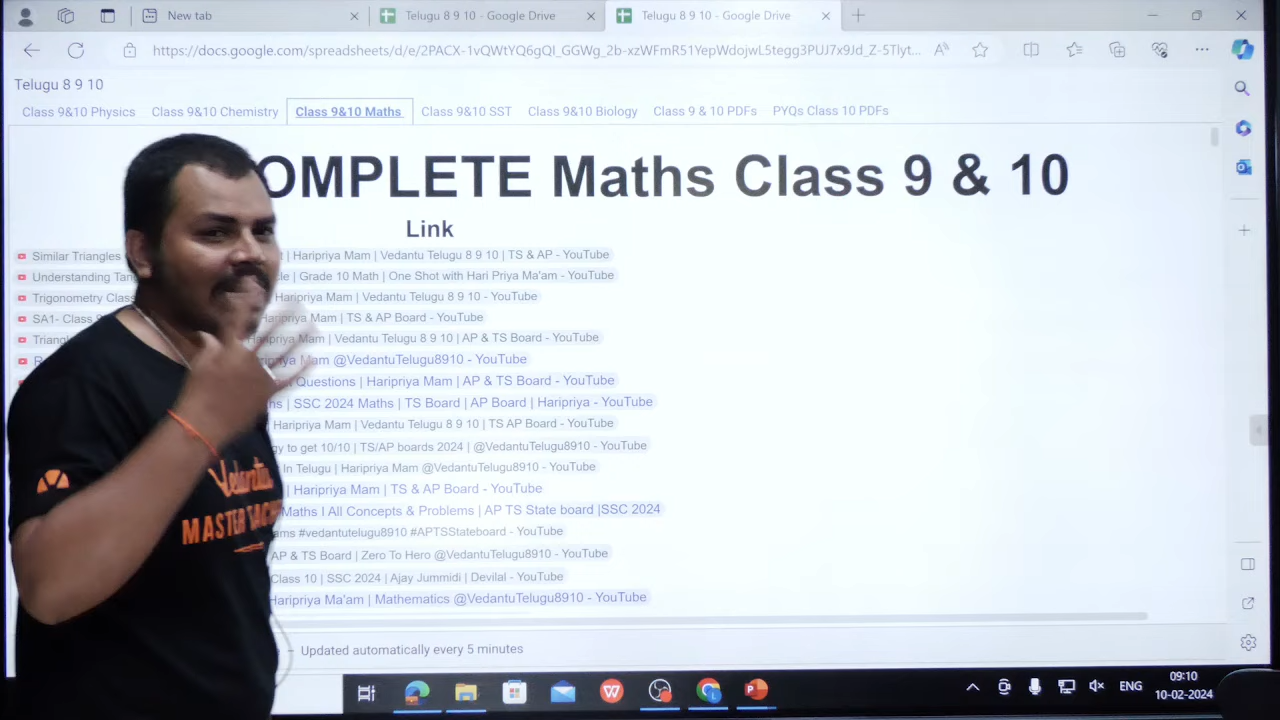 New tab
Telugu 8 9 10 - Google Drive
Telugu 8 9 10 - Google Drive
https://docs.google.com/spreadsheets/d/e/2PACX-1vQWtYQ6gQI_GGWg_2b-xzWFmR51YepWdojwL5tegg3PUJ7x9Jd_Z-5Tlyt...
Telugu 8 9 10
Class 9&10 Physics
Class 9&10 Chemistry
Class 9&10 Maths
Class 9&10 SST
Class 9&10 Biology
Class 9 & 10 PDFs
PYQs Class 10 PDFs
OMPLETE Maths Class 9 & 10
Link
Similar Triangles | Haripriya Mam | Vedantu Telugu 8 9 10 | TS & AP - YouTube
Understanding | Grade 10 Math | One Shot with Hari Priya Ma'am - YouTube
Trigonometry Class Haripriya Mam | Vedantu Telugu 8 9 10 - YouTube
SA1- Class Haripriya Mam | TS & AP Board - YouTube
Haripriya Mam | Vedantu Telugu 8 9 10 | AP & TS Board - YouTube
Mam @VedantuTelugu8910 - YouTube
Questions | Haripriya Mam | AP & TS Board - YouTube
| SSC 2024 Maths | TS Board | AP Board | Haripriya - YouTube
Haripriya Mam | Vedantu Telugu 8 9 10 | TS AP Board - YouTube
to get 10/10 | TS/AP boards 2024 | @VedantuTelugu8910 - YouTube
In Telugu | Haripriya Mam @VedantuTelugu8910 - YouTube
| Haripriya Mam | TS & AP Board - YouTube
Maths I All Concepts & Problems | AP TS State board |SSC 2024
#vedantutelugu8910 #APTSStateboard - YouTube
AP & TS Board | Zero To Hero @VedantuTelugu8910 - YouTube
Class 10 | SSC 2024 | Ajay Jummidi | Devilal - YouTube
Haripriya Ma'am | Mathematics @VedantuTelugu8910 - YouTube
– Updated automatically every 5 minutes
Vedantu
MASTER
ENG
09:10
10-02-2024